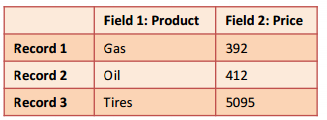 Field 1: Product Field 2: Price
Record 1 Gas 392
Record 2 Oil 412
Record 3 Tires 5095